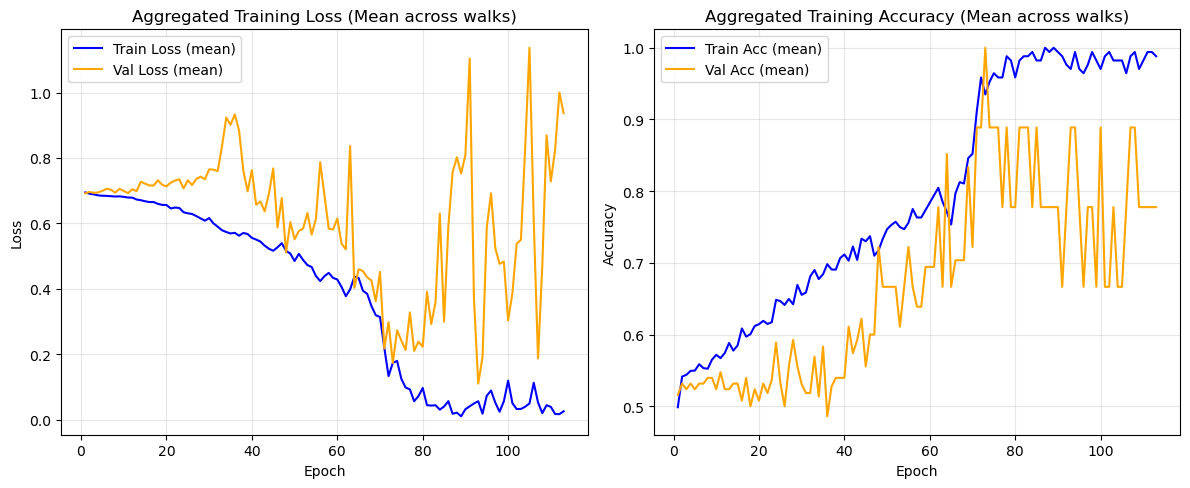 Aggregated Training Loss (Mean across walks)
Train Loss (mean)
Val Loss (mean)
Loss
1.0
0.8
0.6
0.4
0.2
0.0
0 20 40 60 80 100
Epoch
Aggregated Training Accuracy (Mean across walks)
Train Acc (mean)
Val Acc (mean)
Accuracy
1.0
0.9
0.8
0.7
0.6
0.5
0 20 40 60 80 100
Epoch